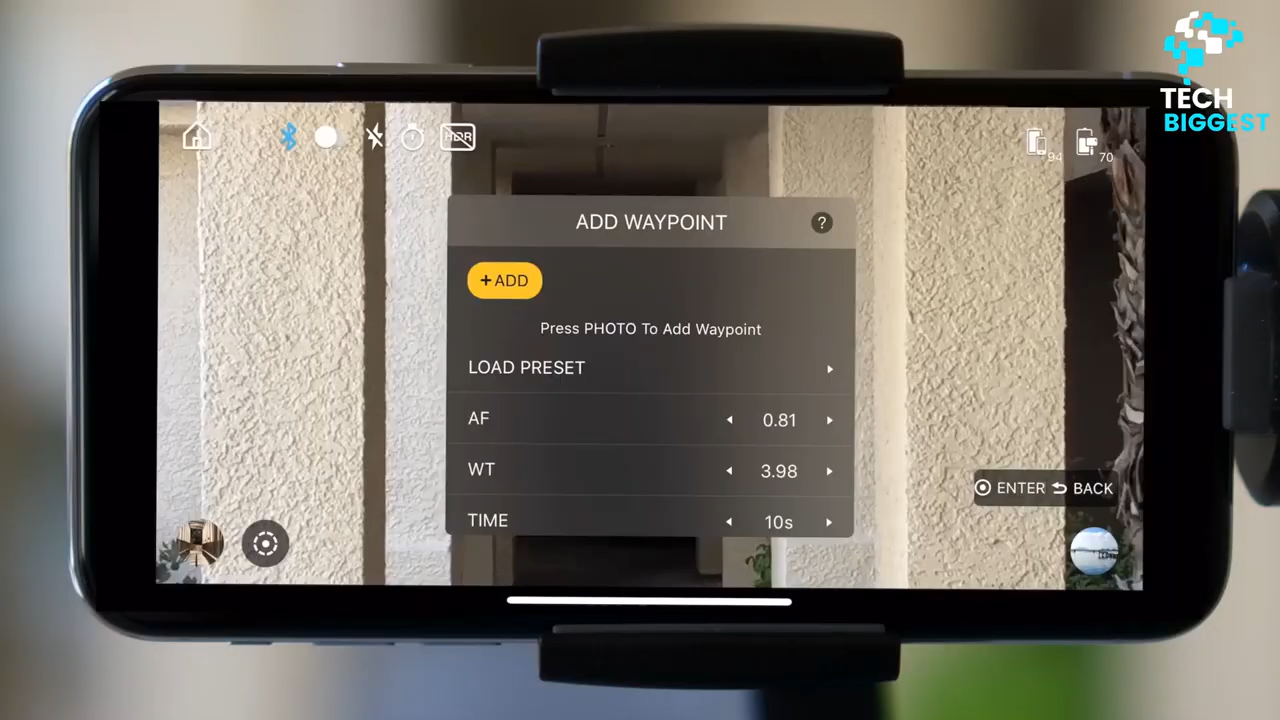 TECH
BIGGEST
HDR
94
70
ADD WAYPOINT
?
+ADD
Press PHOTO To Add Waypoint
LOAD PRESET
AF 0.81
WT 3.98
TIME 10s
ENTER BACK